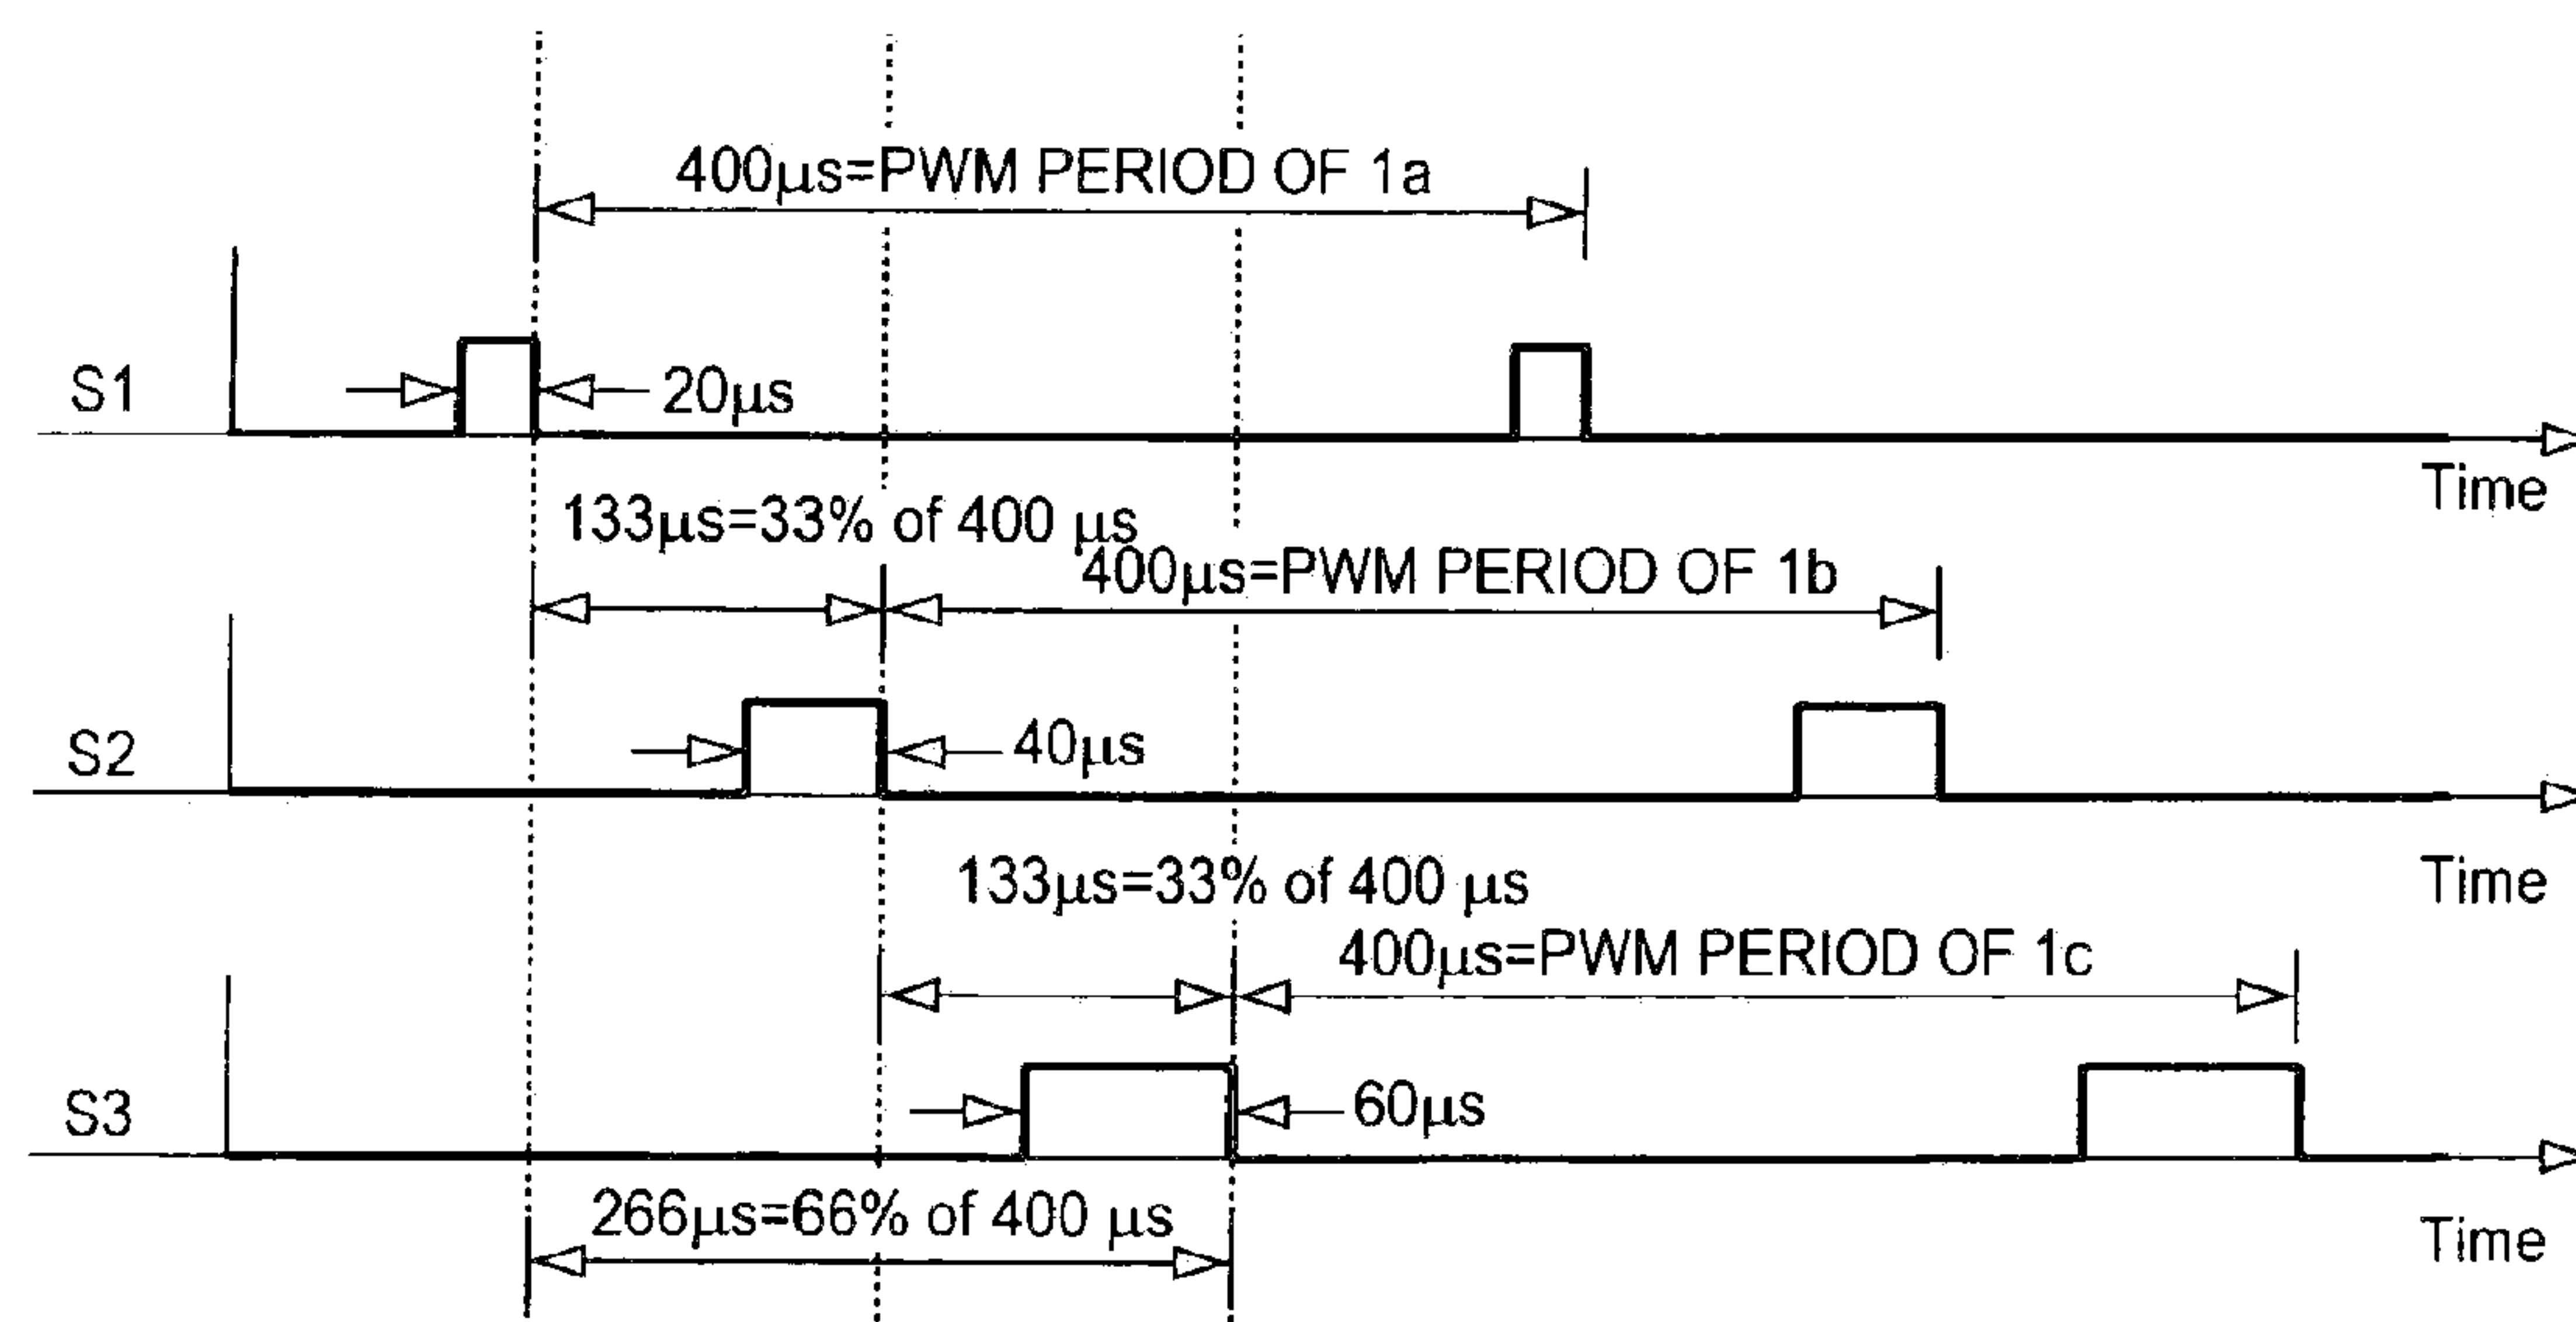 400μs=PWM PERIOD OF 1a
S1
20μs
Time
133μs=33% of 400 μs
400μs=PWM PERIOD OF 1b
S2
40μs
Time
133μs=33% of 400 μs
400μs=PWM PERIOD OF 1c
S3
60μs
266μs=66% of 400 μs
Time